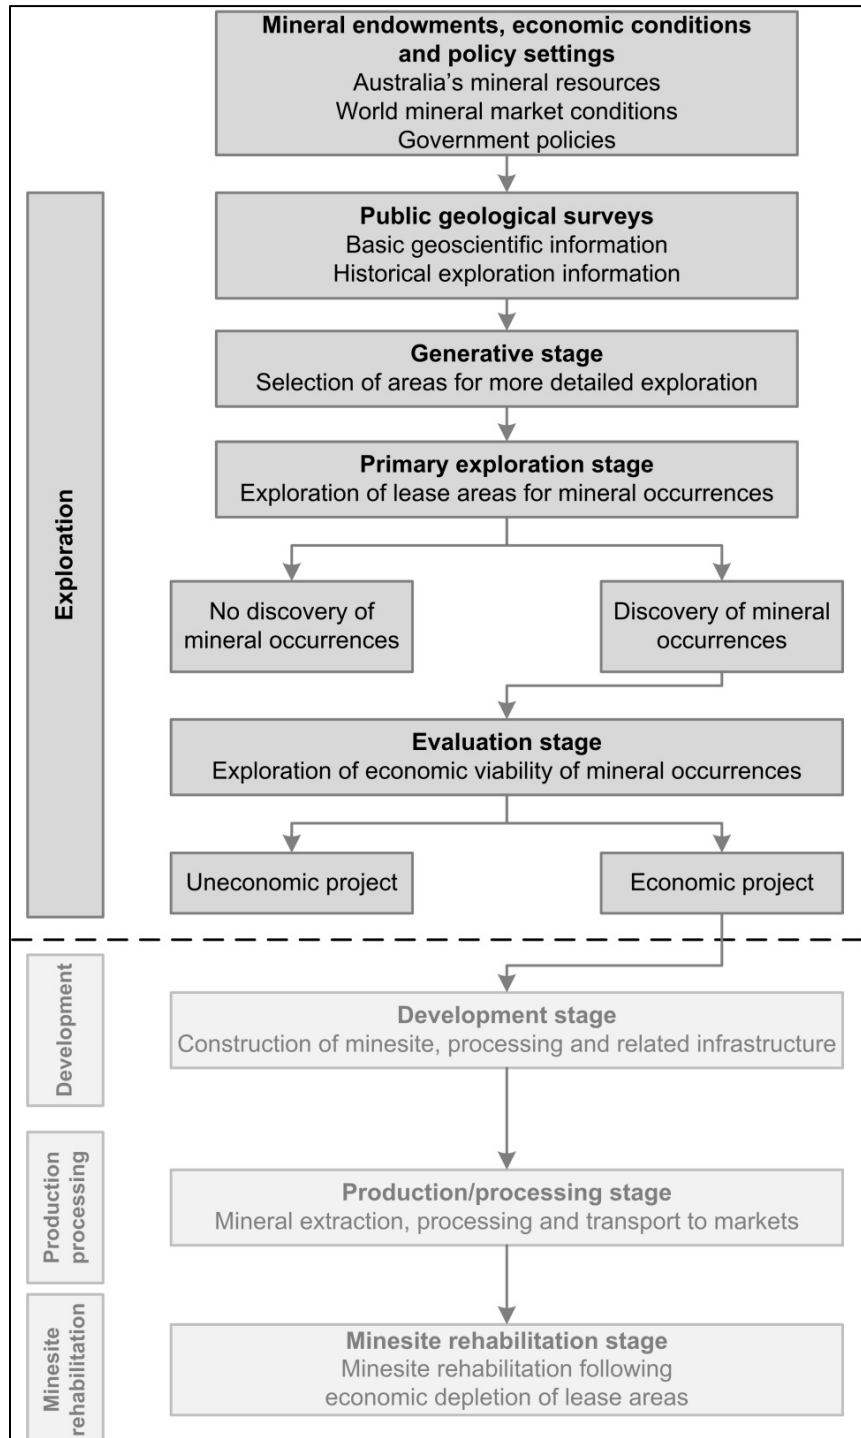 Mineral endowments, economic conditions
and policy settings
Australia's mineral resources
World mineral market conditions
Government policies
Exploration
Public geological surveys
Basic geoscientific information
Historical exploration information
Generative stage
Selection of areas for more detailed exploration
Primary exploration stage
Exploration of lease areas for mineral occurrences
No discovery of
mineral occurrences
Discovery of mineral
occurrences
Evaluation stage
Exploration of economic viability of mineral occurrences
Uneconomic project
Economic project
Development
Development stage
Construction of minesite, processing and related infrastructure
Production
processing
Production/processing stage
Mineral extraction, processing and transport to markets
Minesite
rehabilitation
Minesite rehabilitation stage
Minesite rehabilitation following
economic depletion of lease areas